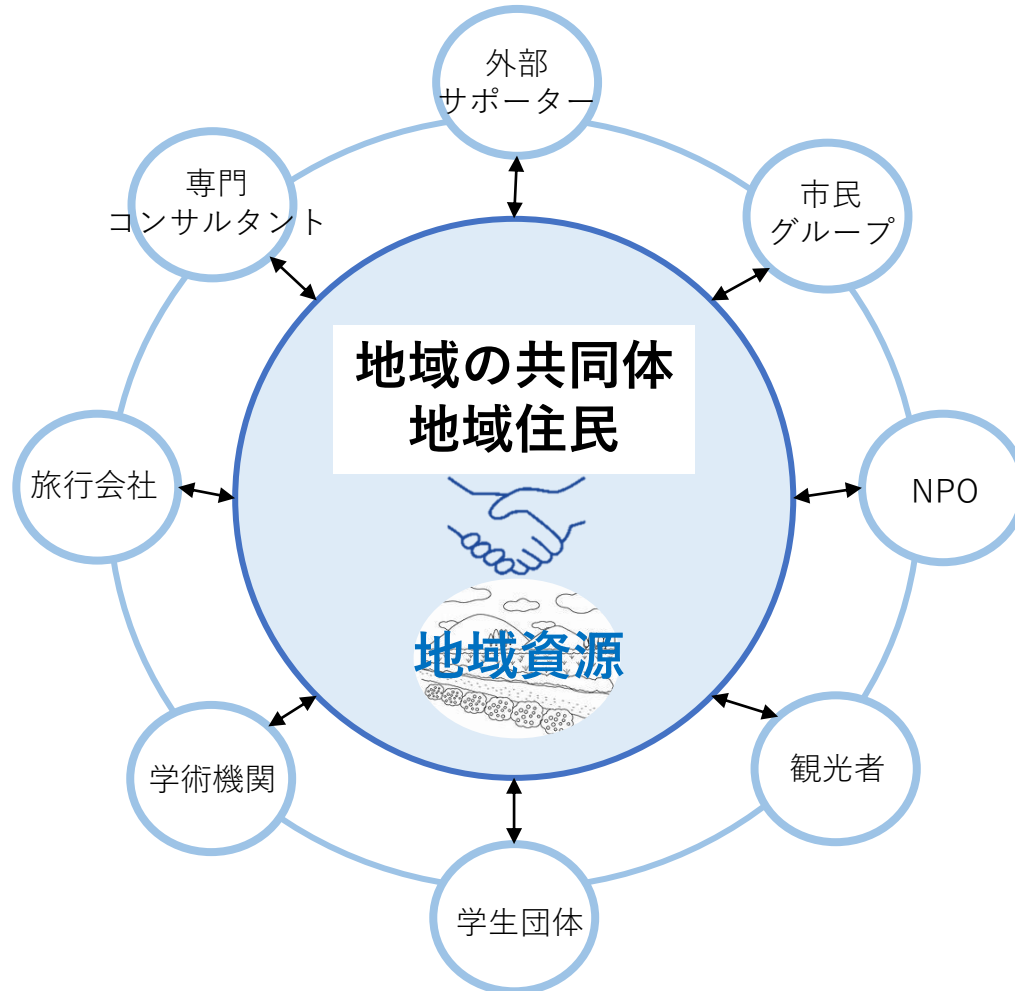 外部
サポーター
専門
コンサルタント
市民
グループ
地域の共同体
地域住民
旅行会社
NPO
地域資源
学術機関
観光者
学生団体